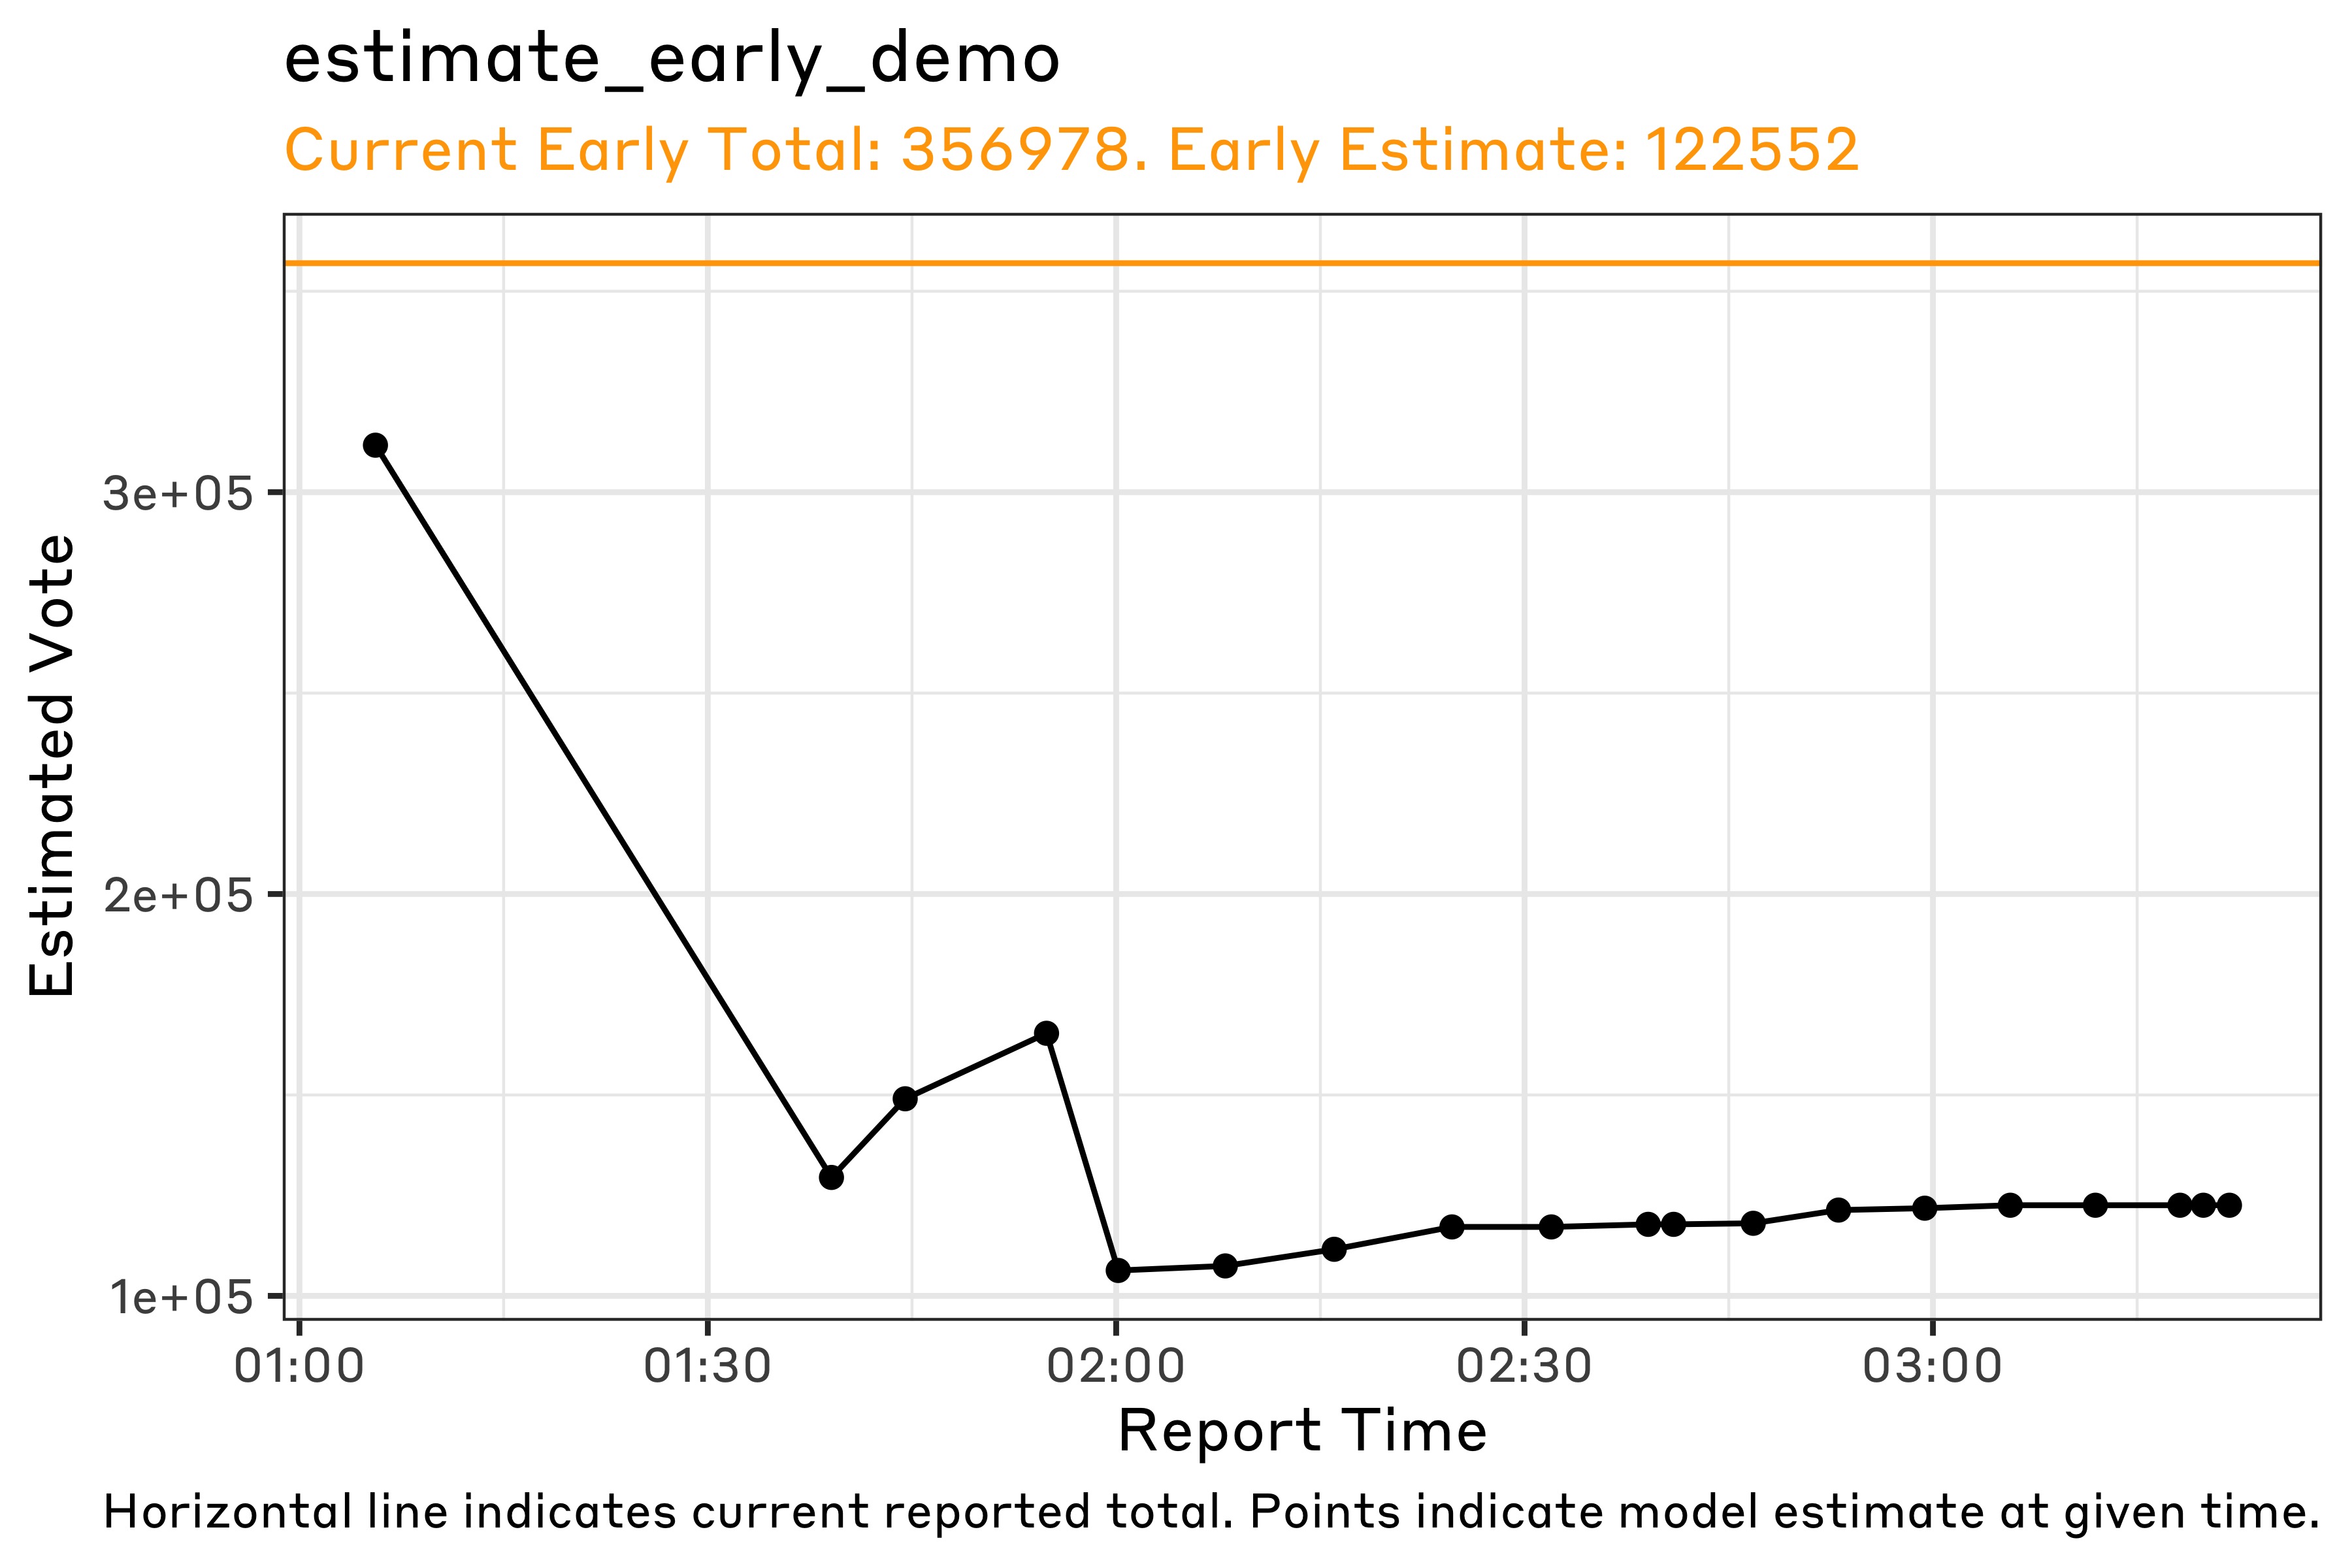 estimate_early_demo
Current Early Total: 356978. Early Estimate: 122552
Estimated Vote
3e+05
2e+05
1e+05
01:00 01:30 02:00 02:30 03:00
Report Time
Horizontal line indicates current reported total. Points indicate model estimate at given time.